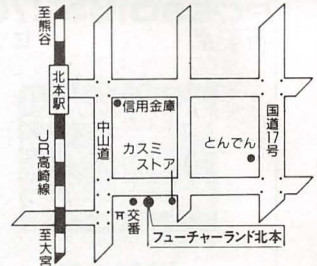 至熊谷
北本駅
JR高崎線
至大宮
中山道
信用金庫
カスミ
ストア
とんでん
国道17号
交番
フューチャーランド北本